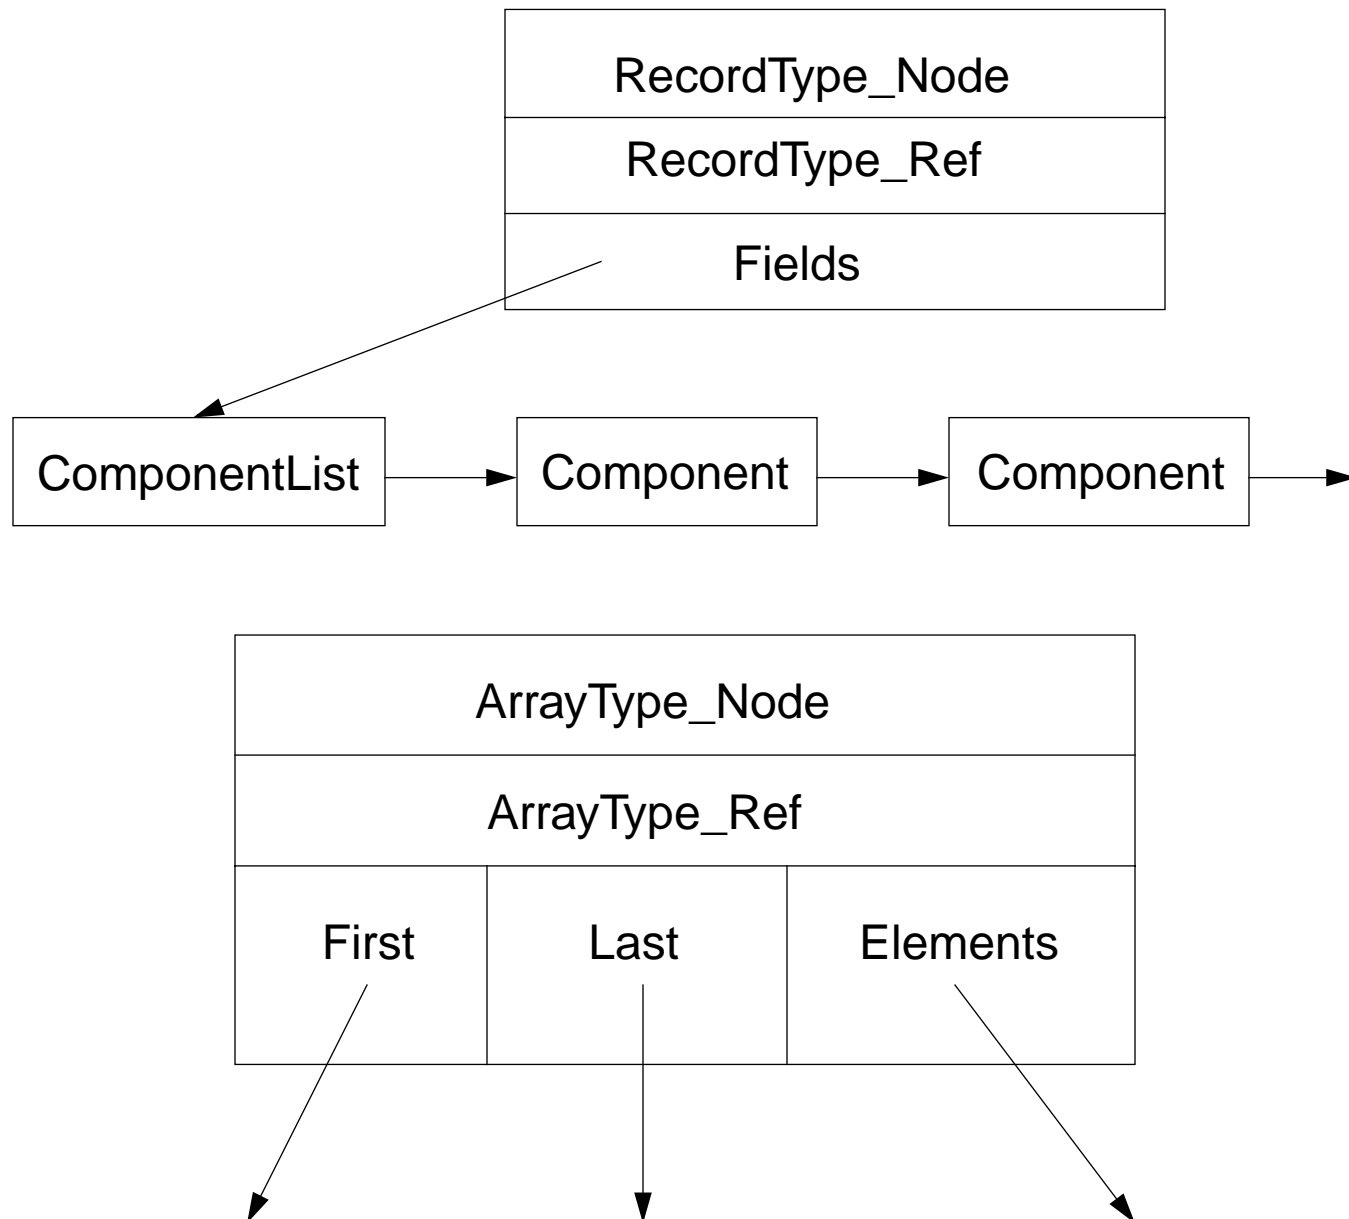 RecordType_Node
RecordType_Ref
Fields
ComponentList Component Component
ArrayType_Node
ArrayType_Ref
First Last Elements